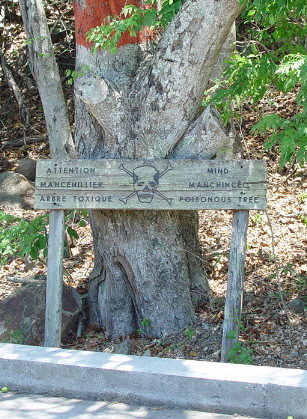 ATTENTION MIND
MANCENILLIER MANCHINEEL
ARBRE TOXIQUE POISONOUS TREE